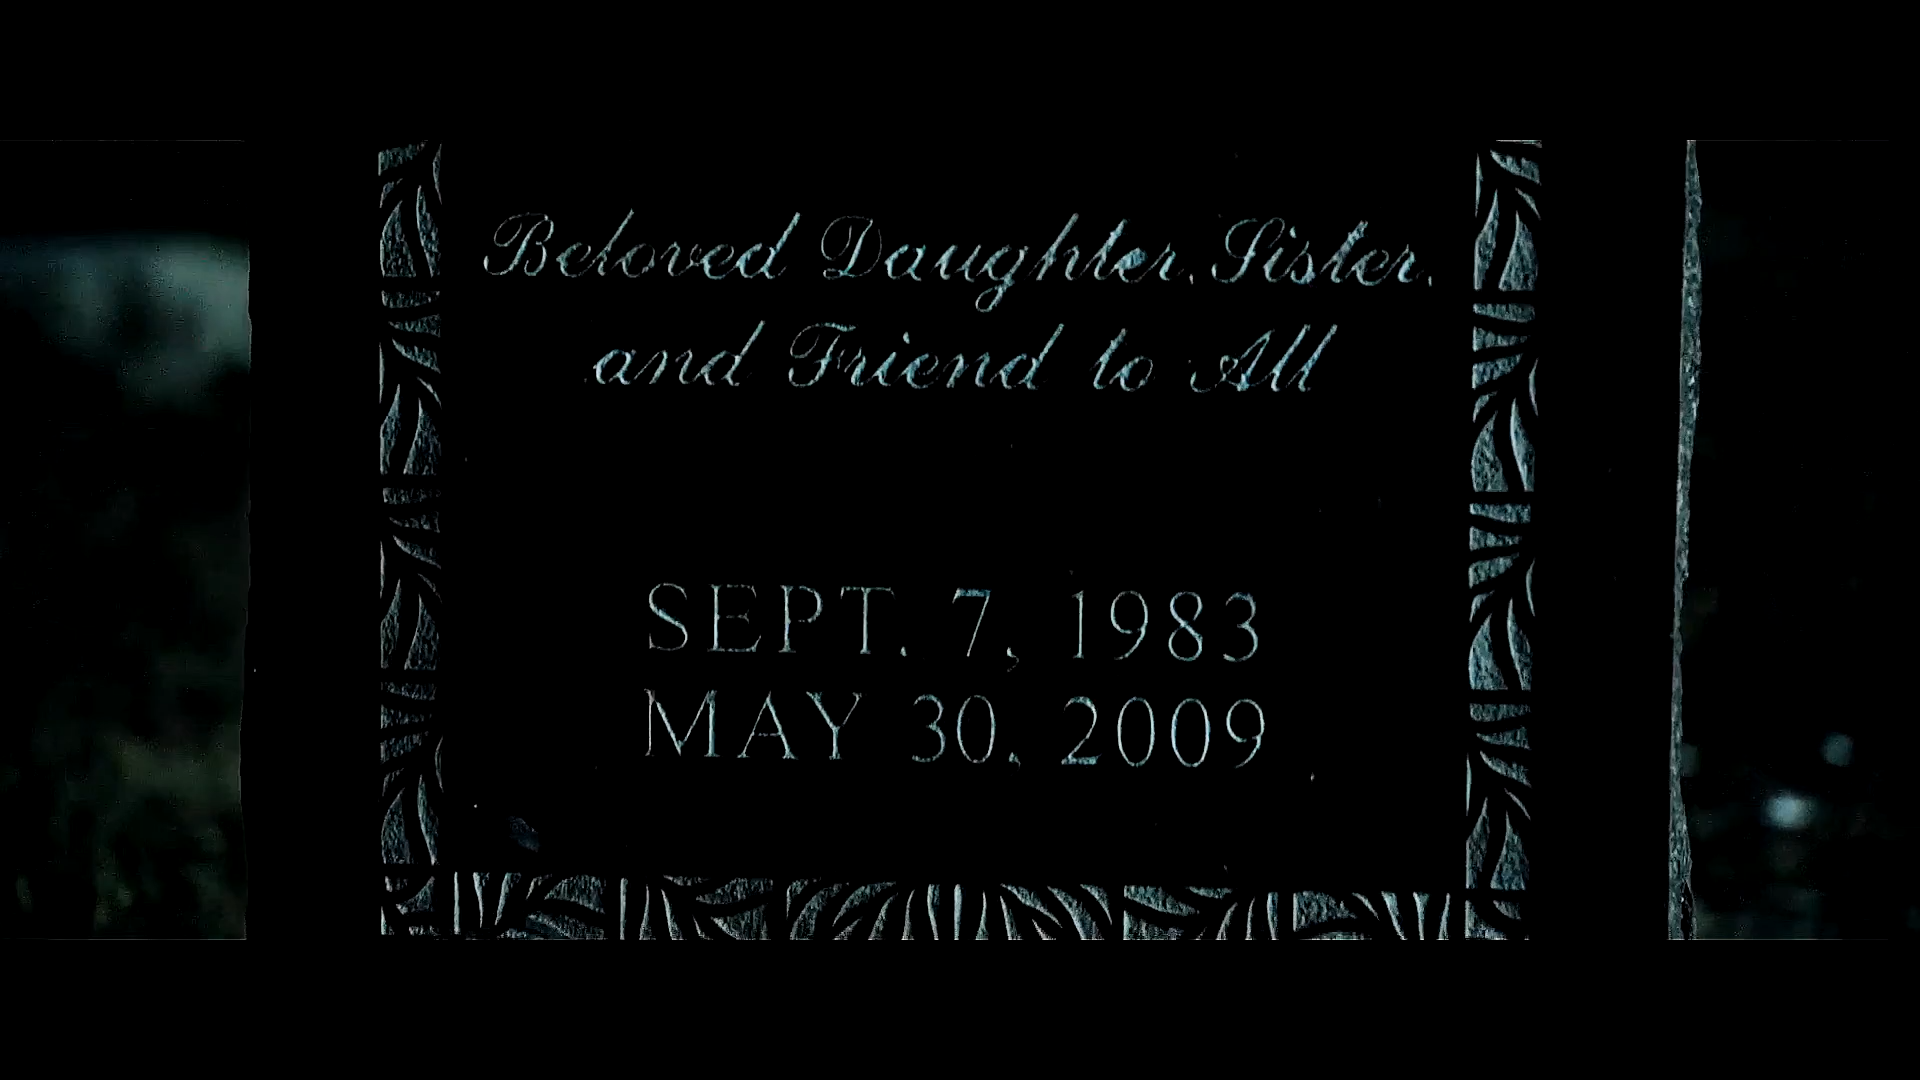 Beloved Daughter, Sister,
and Friend to All
SEPT. 7, 1983
MAY 30, 2009